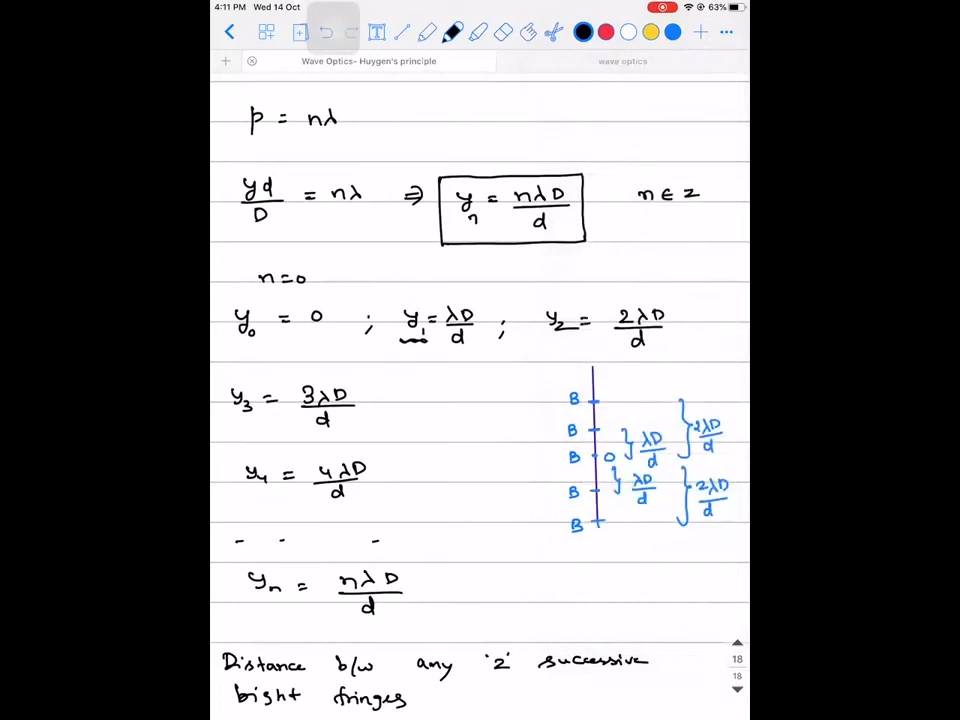 4:11 PM Wed 14 Oct 63%
Wave Optics- Huygen's principle wave optics
p = nλ
yd/D = nλ ⇒ yₙ = nλD/d n ∈ z
n = 0
y₀ = 0 ; y₁ = λD/d ; y₂ = 2λD/d
y₃ = 3λD/d
B
B
B 0
B
B
λD/d 2λD/d
λD/d 2λD/d
y₄ = 4λD/d
- - -
yₙ = nλD/d
Distance b/w any '2' successive
bight fringes
18
18